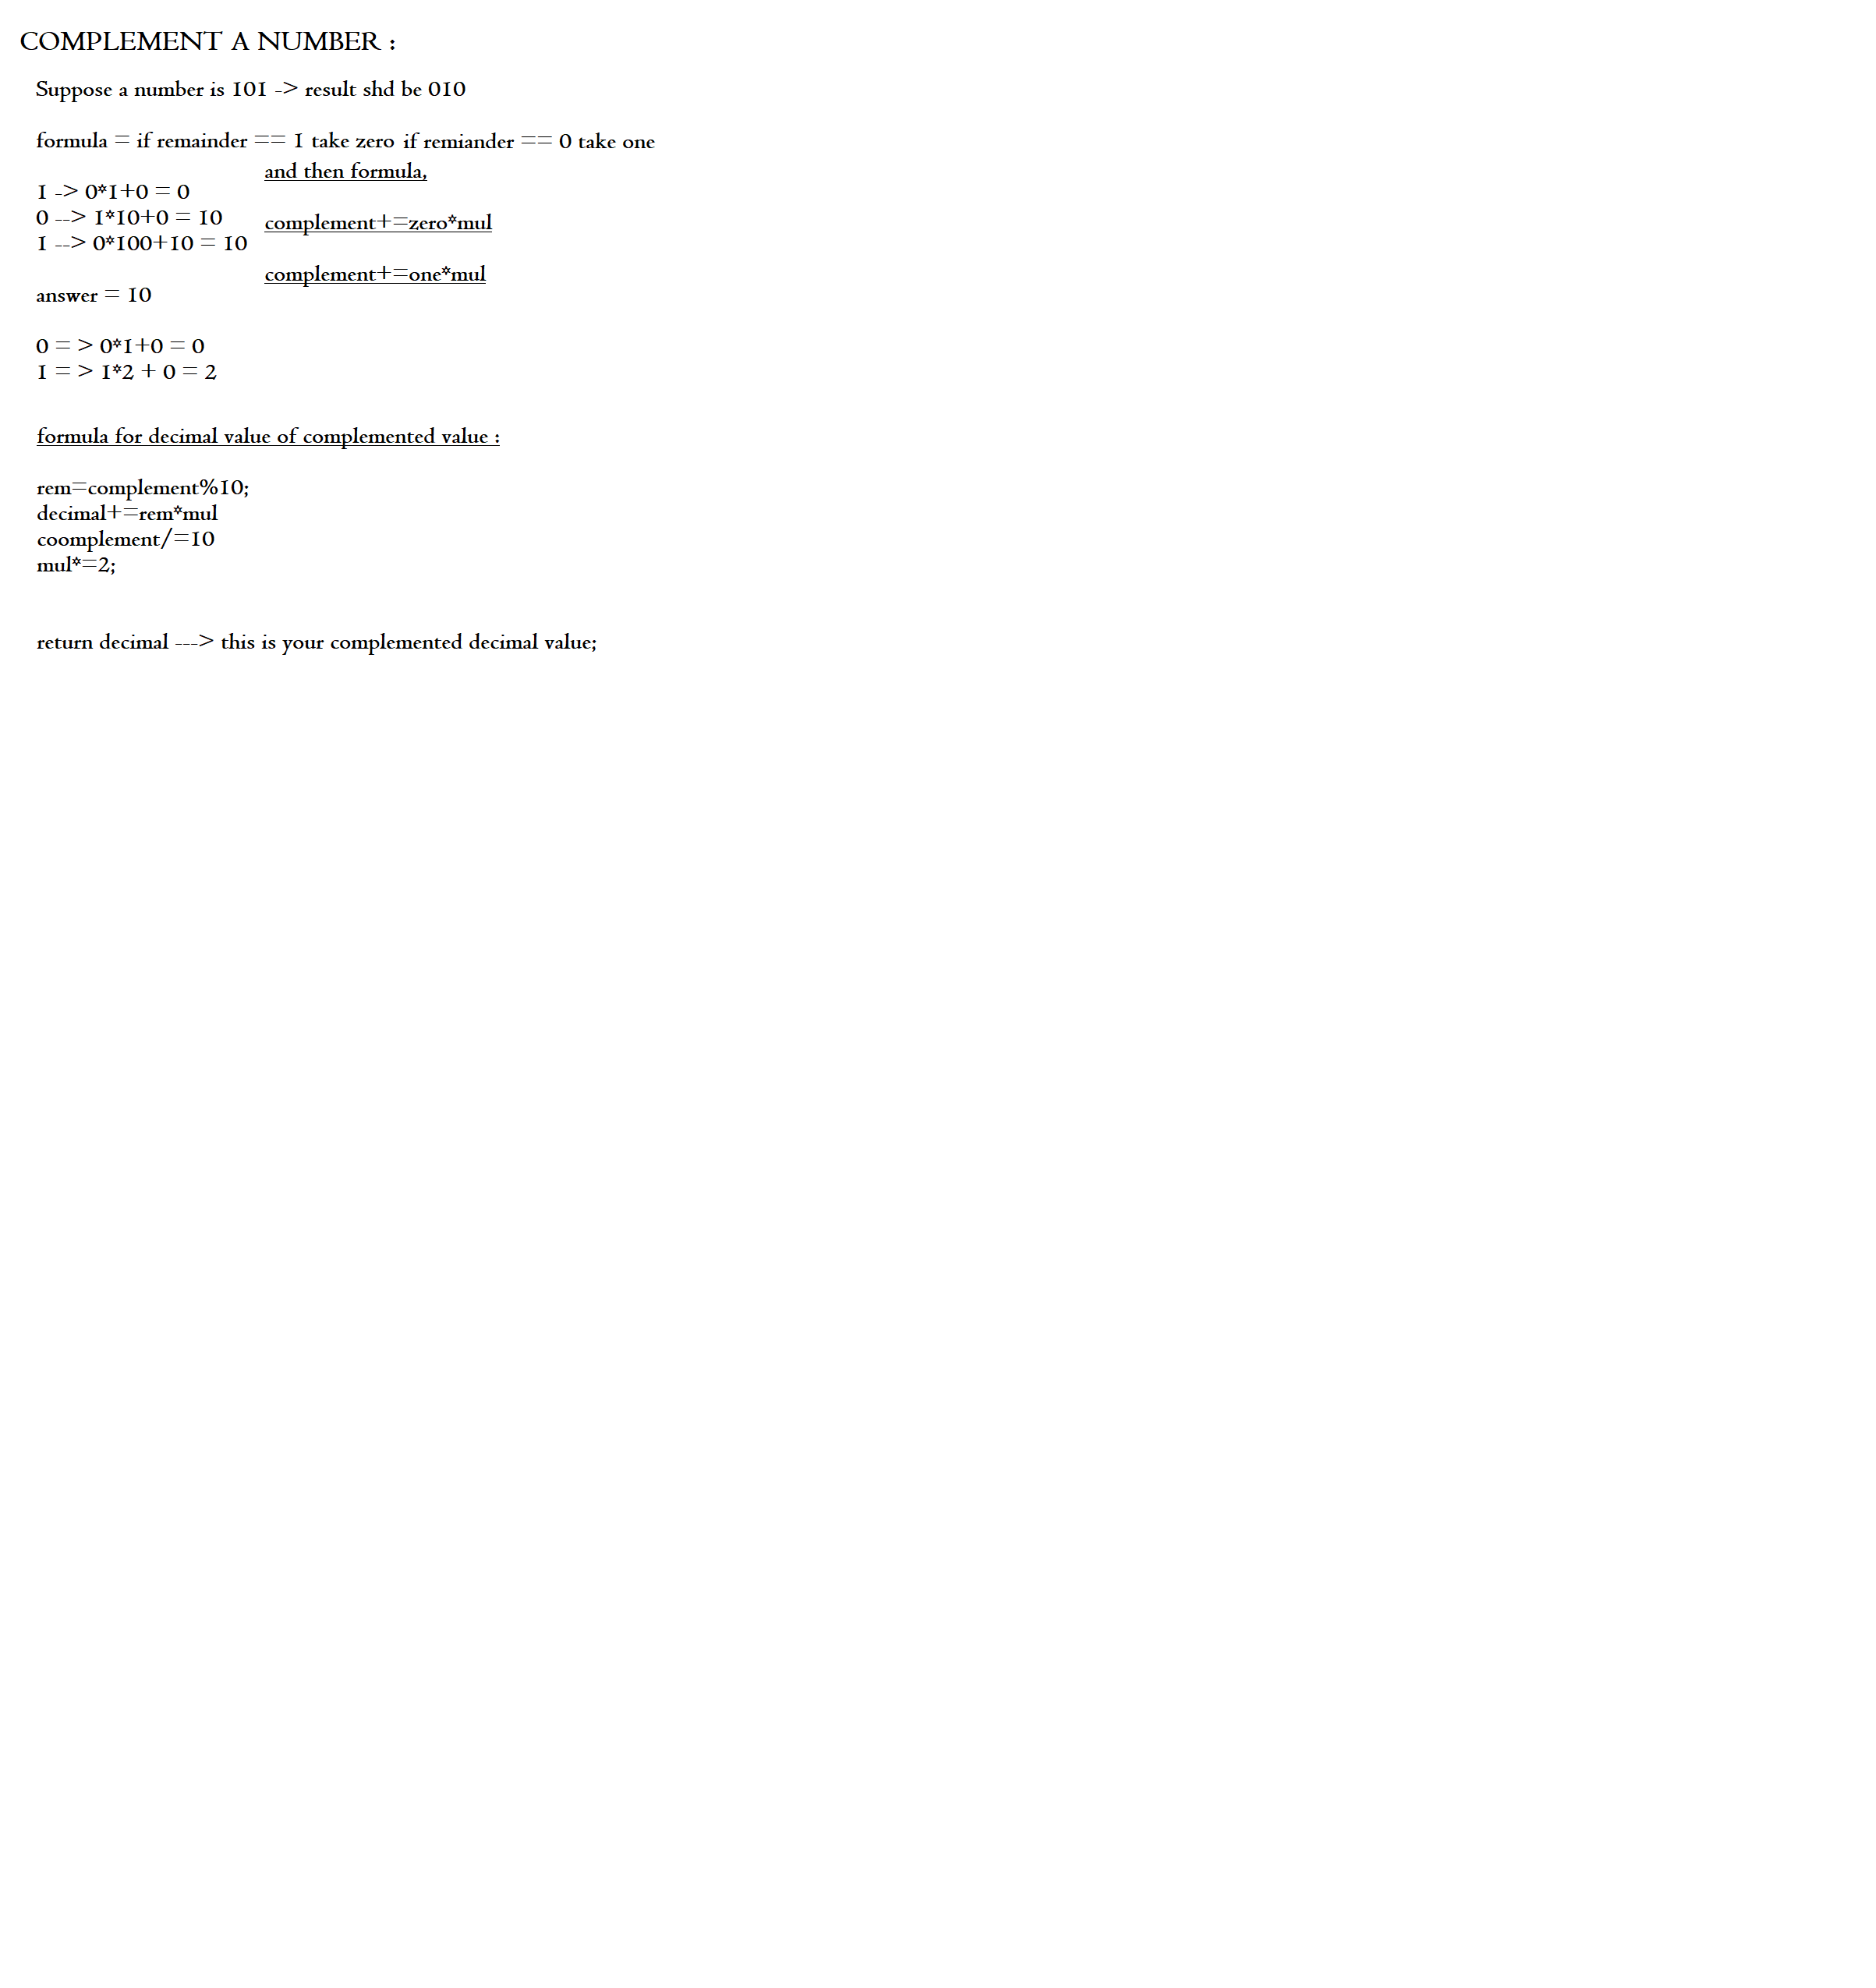 COMPLEMENT A NUMBER :
Suppose a number is 101 -> result shd be 010
formula = if remainder == 1 take zero if remiander == 0 take one
and then formula,
1 -> 0*1+0 = 0
0 --> 1*10+0 = 10
complement+=zero*mul
1 --> 0*100+10 = 10
complement+=one*mul
answer = 10
0 = > 0*1+0 = 0
1 = > 1*2 + 0 = 2
formula for decimal value of complemented value :
rem=complement%10;
decimal+=rem*mul
coomplement/=10
mul*=2;
return decimal ---> this is your complemented decimal value;